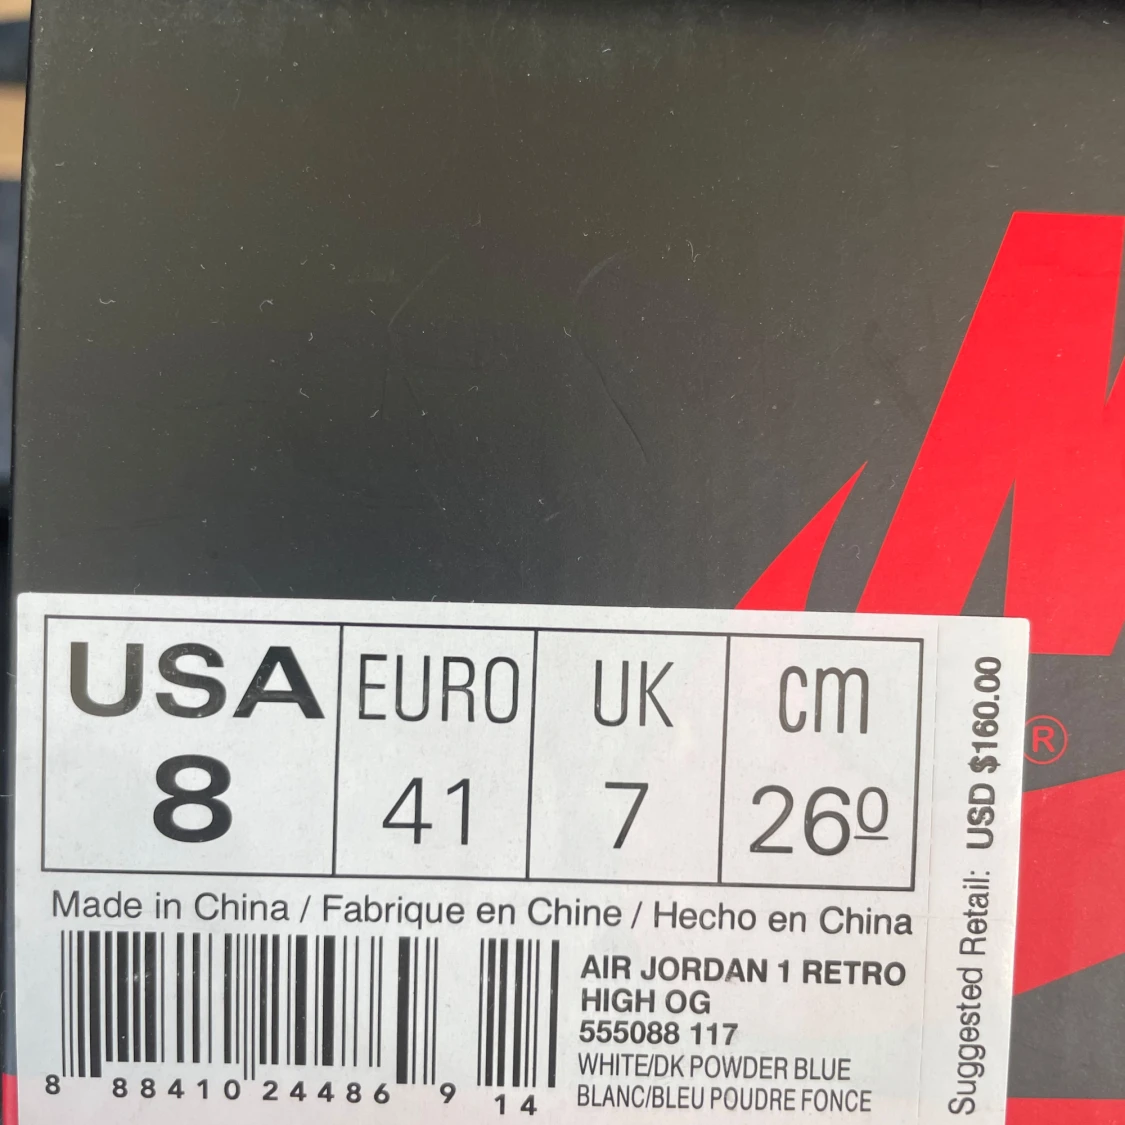 USA EURO UK cm
8 41 7 26º
Made in China / Fabrique en Chine / Hecho en China
AIR JORDAN 1 RETRO
HIGH OG
555088 117
WHITE/DK POWDER BLUE
BLANC/BLEU POUDRE FONCE
8 88410 24486 9 14
Suggested Retail: USD $160.00
®